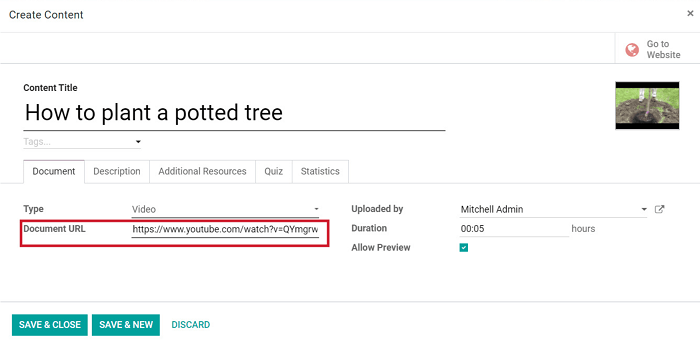 Create Content ×
Go to
Website
Content Title
How to plant a potted tree
Tags...
Document Description Additional Resources Quiz Statistics
Type Video Uploaded by Mitchell Admin
Document URL https://www.youtube.com/watch?v=QYmgrw Duration 00:05 hours
Allow Preview
SAVE & CLOSE SAVE & NEW DISCARD